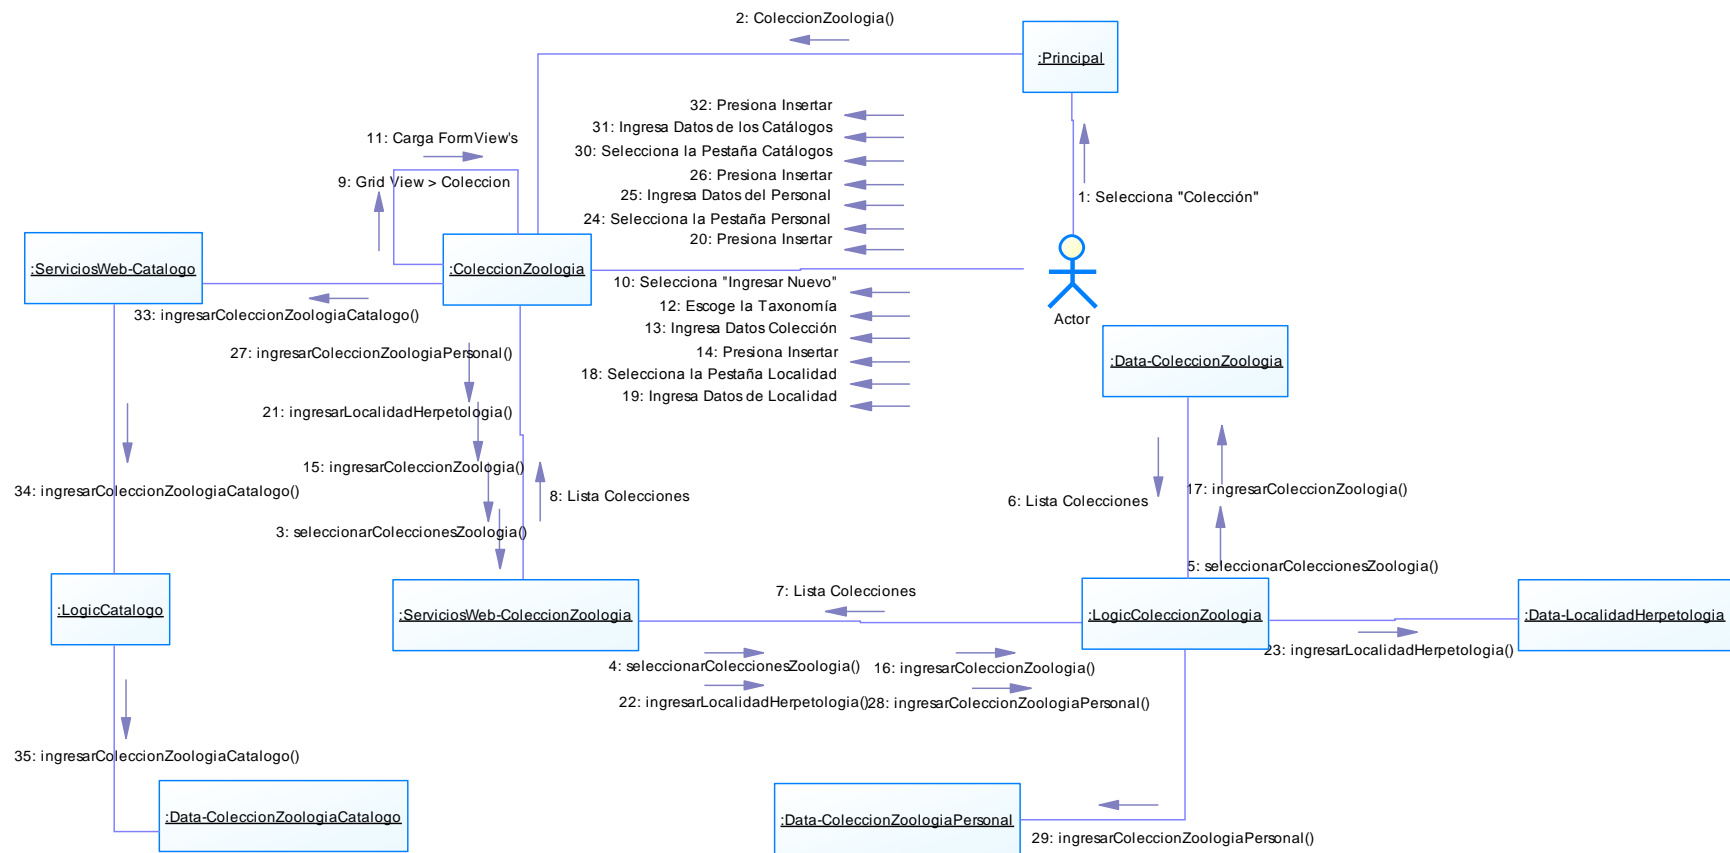 2: ColeccionZoologia()
:Principal
32: Presiona Insertar
31: Ingresa Datos de los Catálogos
11: Carga FormView's
30: Selecciona la Pestaña Catálogos
26: Presiona Insertar
9: Grid View > Coleccion
25: Ingresa Datos del Personal
1: Selecciona "Colección"
24: Selecciona la Pestaña Personal
20: Presiona Insertar
:ServiciosWeb-Catalogo
:ColeccionZoologia
10: Selecciona "Ingresar Nuevo"
12: Escoge la Taxonomía
33: ingresarColeccionZoologiaCatalogo()
Actor
13: Ingresa Datos Colección
27: ingresarColeccionZoologiaPersonal()
14: Presiona Insertar
:Data-ColeccionZoologia
18: Selecciona la Pestaña Localidad
19: Ingresa Datos de Localidad
21: ingresarLocalidadHerpetologia()
15: ingresarColeccionZoologia()
34: ingresarColeccionZoologiaCatalogo()
8: Lista Colecciones
6: Lista Colecciones
17: ingresarColeccionZoologia()
3: seleccionarColeccionesZoologia()
5: seleccionarColeccionesZoologia()
7: Lista Colecciones
:LogicCatalogo
:ServiciosWeb-ColeccionZoologia
:LogicColeccionZoologia
:Data-LocalidadHerpetologia
23: ingresarLocalidadHerpetologia()
4: seleccionarColeccionesZoologia()
16: ingresarColeccionZoologia()
22: ingresarLocalidadHerpetologia()
28: ingresarColeccionZoologiaPersonal()
35: ingresarColeccionZoologiaCatalogo()
:Data-ColeccionZoologiaCatalogo
:Data-ColeccionZoologiaPersonal
29: ingresarColeccionZoologiaPersonal()